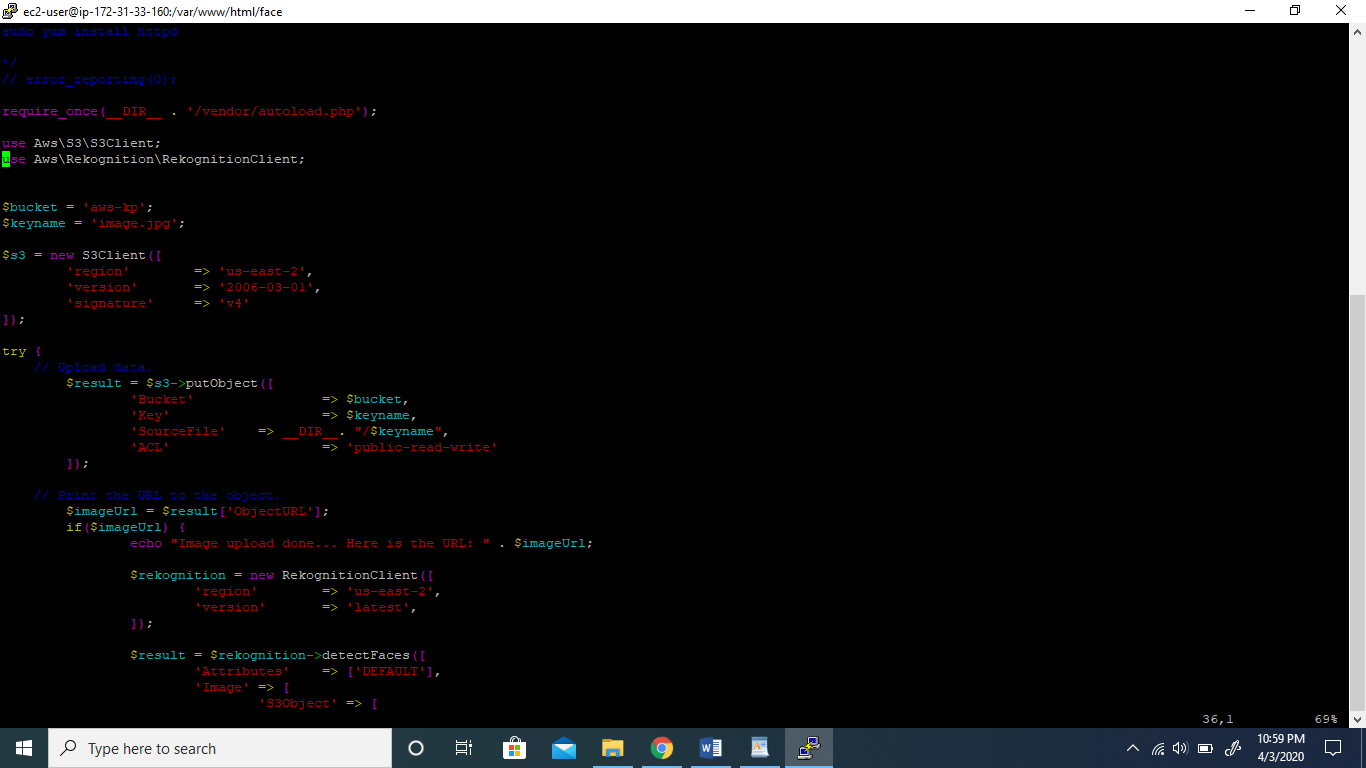 ec2-user@ip-172-31-33-160:/var/www/html/face
sudo yum install httpd
*/
// error_reporting(0);
require_once(__DIR__ . '/vendor/autoload.php');
use Aws\S3\S3Client;
use Aws\Rekognition\RekognitionClient;
$bucket = 'aws-kp';
$keyname = 'image.jpg';
$s3 = new S3Client([
'region' => 'us-east-2',
'version' => '2006-03-01',
'signature' => 'v4'
]);
try {
// Upload data.
$result = $s3->putObject([
'Bucket' => $bucket,
'Key' => $keyname,
'SourceFile' => __DIR__. "/$keyname",
'ACL' => 'public-read-write'
]);
// Print the URL to the object.
$imageUrl = $result['ObjectURL'];
if($imageUrl) {
echo "Image upload done... Here is the URL: " . $imageUrl;
$rekognition = new RekognitionClient([
'region' => 'us-east-2',
'version' => 'latest',
]);
$result = $rekognition->detectFaces([
'Attributes' => ['DEFAULT'],
'Image' => [
'S3Object' => [
36,1 69%
Type here to search
10:59 PM
4/3/2020